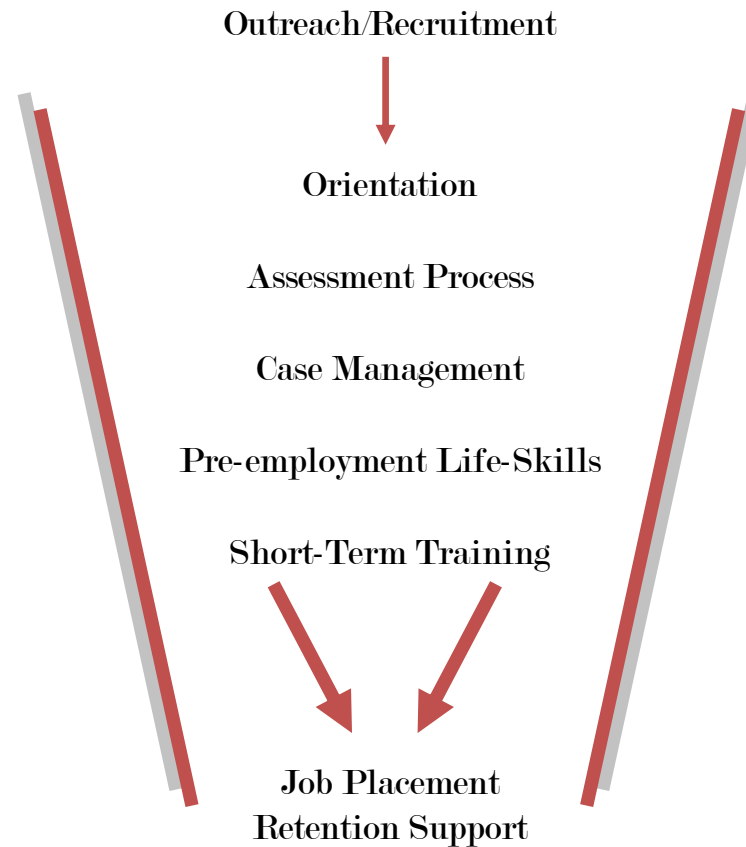 Outreach/Recruitment
Orientation
Assessment Process
Case Management
Pre-employment Life-Skills
Short-Term Training
Job Placement
Retention Support